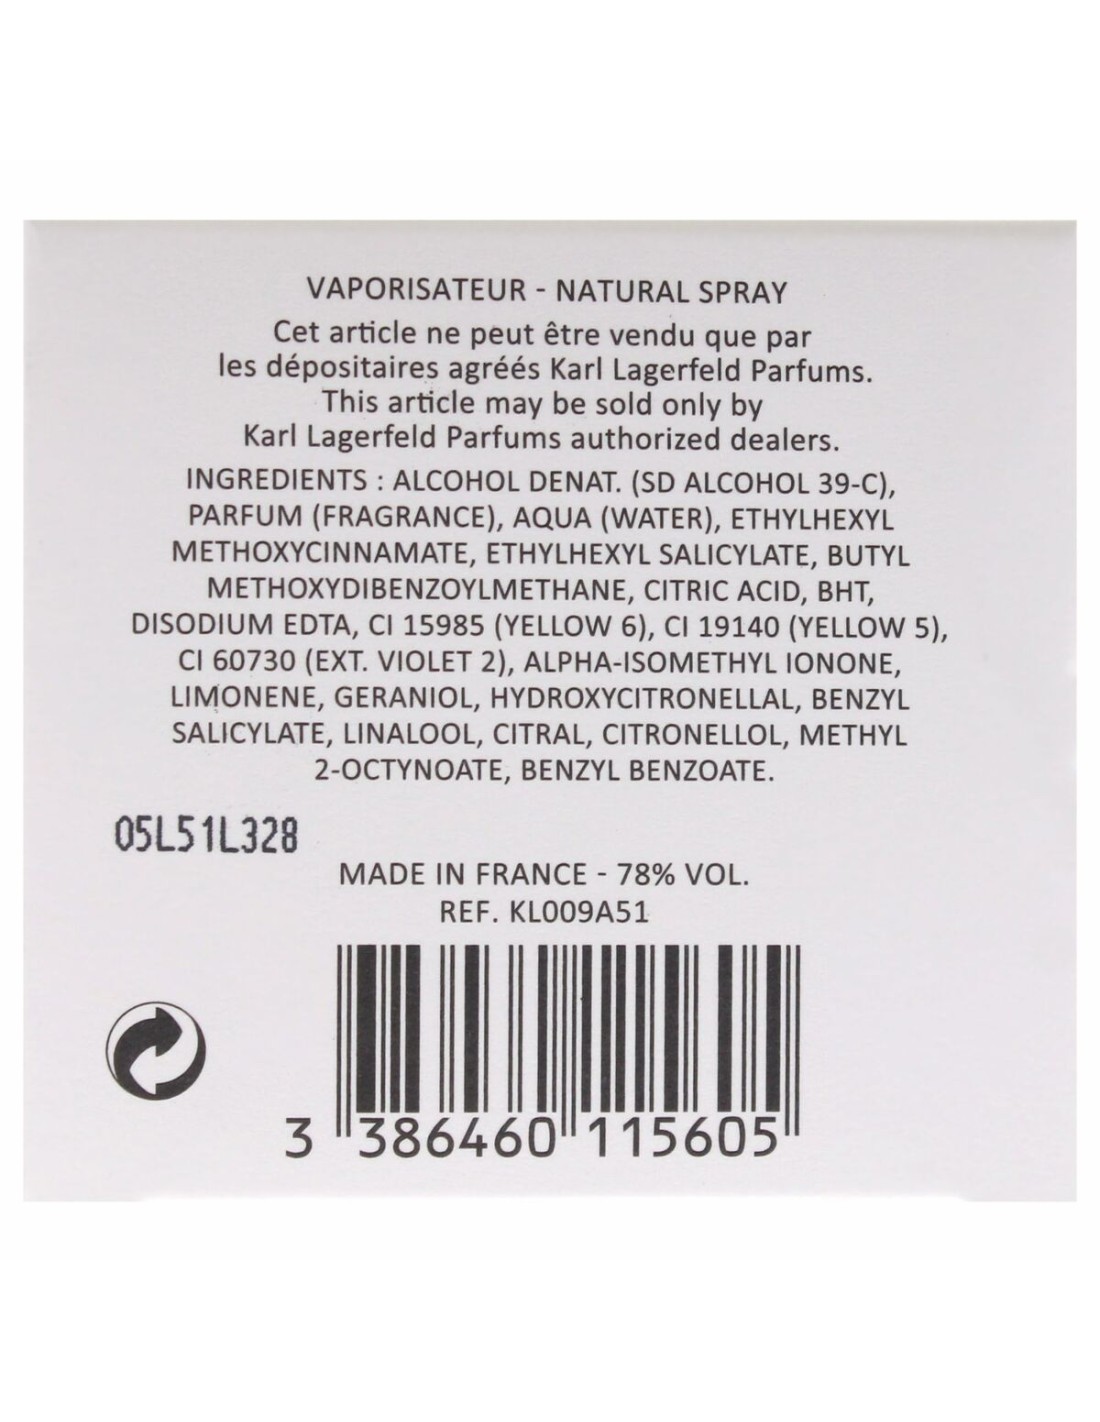 VAPORISATEUR - NATURAL SPRAY
Cet article ne peut être vendu que par
les dépositaires agréés Karl Lagerfeld Parfums.
This article may be sold only by
Karl Lagerfeld Parfums authorized dealers.
INGREDIENTS : ALCOHOL DENAT. (SD ALCOHOL 39-C),
PARFUM (FRAGRANCE), AQUA (WATER), ETHYLHEXYL
METHOXYCINNAMATE, ETHYLHEXYL SALICYLATE, BUTYL
METHOXYDIBENZOYLMETHANE, CITRIC ACID, BHT,
DISODIUM EDTA, CI 15985 (YELLOW 6), CI 19140 (YELLOW 5),
CI 60730 (EXT. VIOLET 2), ALPHA-ISOMETHYL IONONE,
LIMONENE, GERANIOL, HYDROXYCITRONELLAL, BENZYL
SALICYLATE, LINALOOL, CITRAL, CITRONELLOL, METHYL
2-OCTYNOATE, BENZYL BENZOATE.
05L51L328
MADE IN FRANCE - 78% VOL.
REF. KL009A51
3 386460 115605